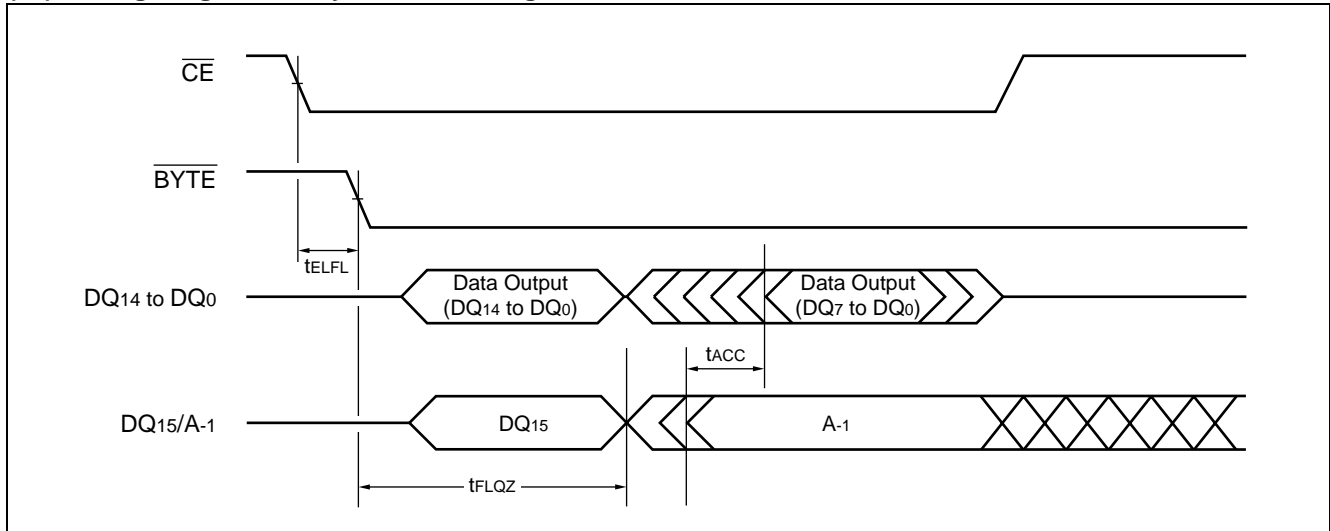 CE
BYTE
tELFL
DQ14 to DQ0
Data Output
(DQ14 to DQ0)
Data Output
(DQ7 to DQ0)
tACC
DQ15/A-1
DQ15
A-1
tFLQZ